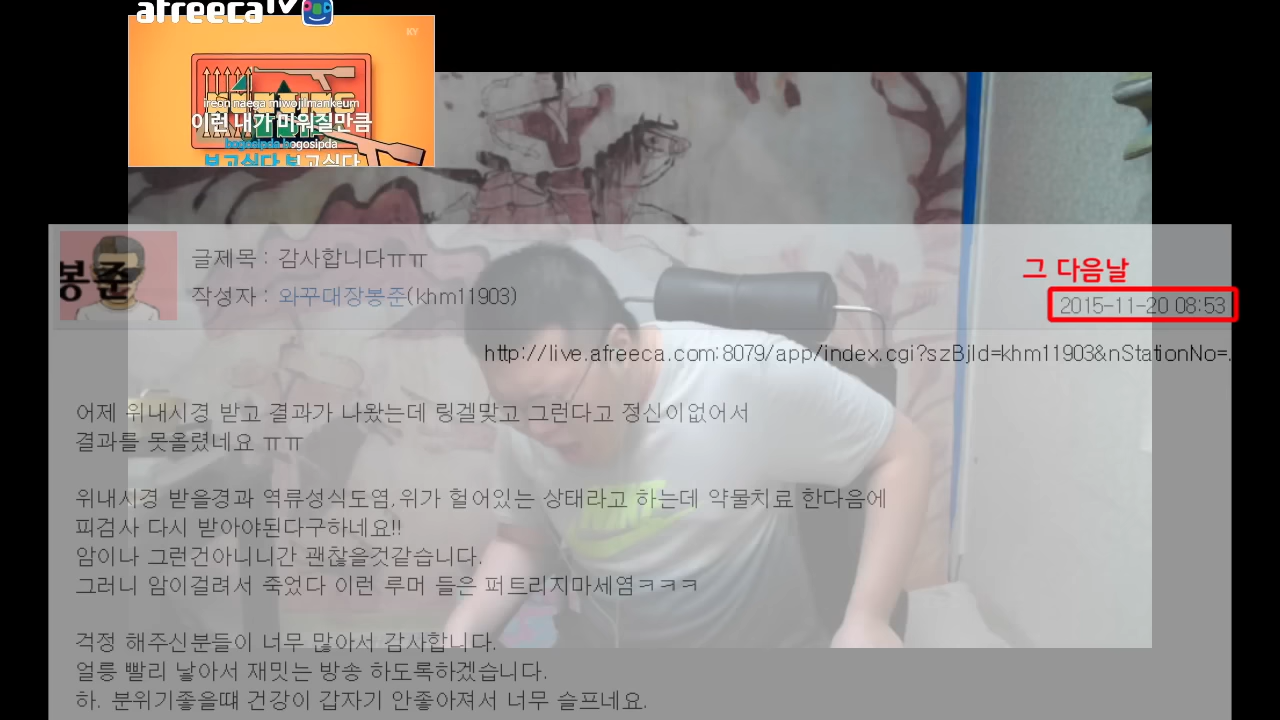 afreecaTV
KY
ireon naega miwojilmankeum
이런 내가 미워질만큼
bogosipda bogosipda
보고싶다 보고싶다
봉준
글제목 : 감사합니다ㅠㅠ
그 다음날
작성자 : 와꾸대장봉준(khm11903)
2015-11-20 08:53
http://live.afreeca.com:8079/app/index.cgi?szBjId=khm11903&nStationNo=.
어제 위내시경 받고 결과가 나왔는데 링겔맞고 그런다고 정신이없어서
결과를 못올렸네요 ㅠㅠ
위내시경 받을경과 역류성식도염,위가 헐어있는 상태라고 하는데 약물치료 한다음에
피검사 다시 받아야된다구하네요!!
암이나 그런건아니니간 괜찮을것같습니다.
그러니 암이걸려서 죽었다 이런 루머 들은 퍼트리지마세염ㅋㅋㅋ
걱정 해주신분들이 너무 많아서 감사합니다.
얼릉 빨리 낳아서 재밋는 방송 하도록하겠습니다.
하. 분위기좋을떄 건강이 갑자기 안좋아져서 너무 슬프네요.